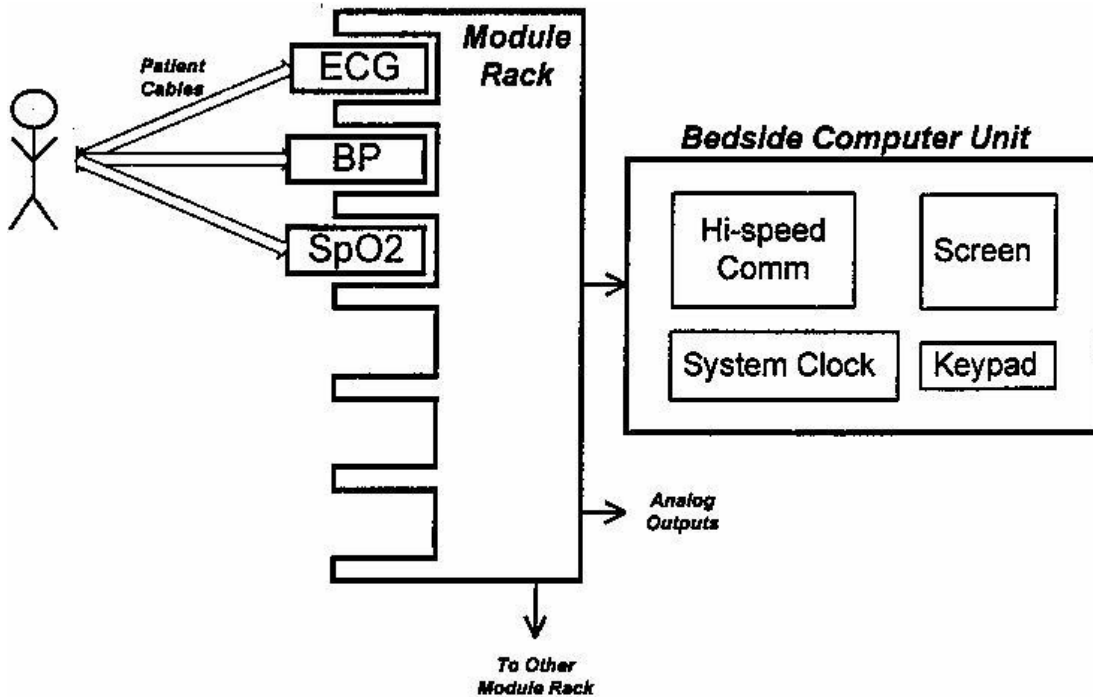 Module
Rack
Patient
Cables
ECG
BP
SpO2
Bedside Computer Unit
Hi-speed
Comm
Screen
System Clock
Keypad
Analog
Outputs
To Other
Module Rack